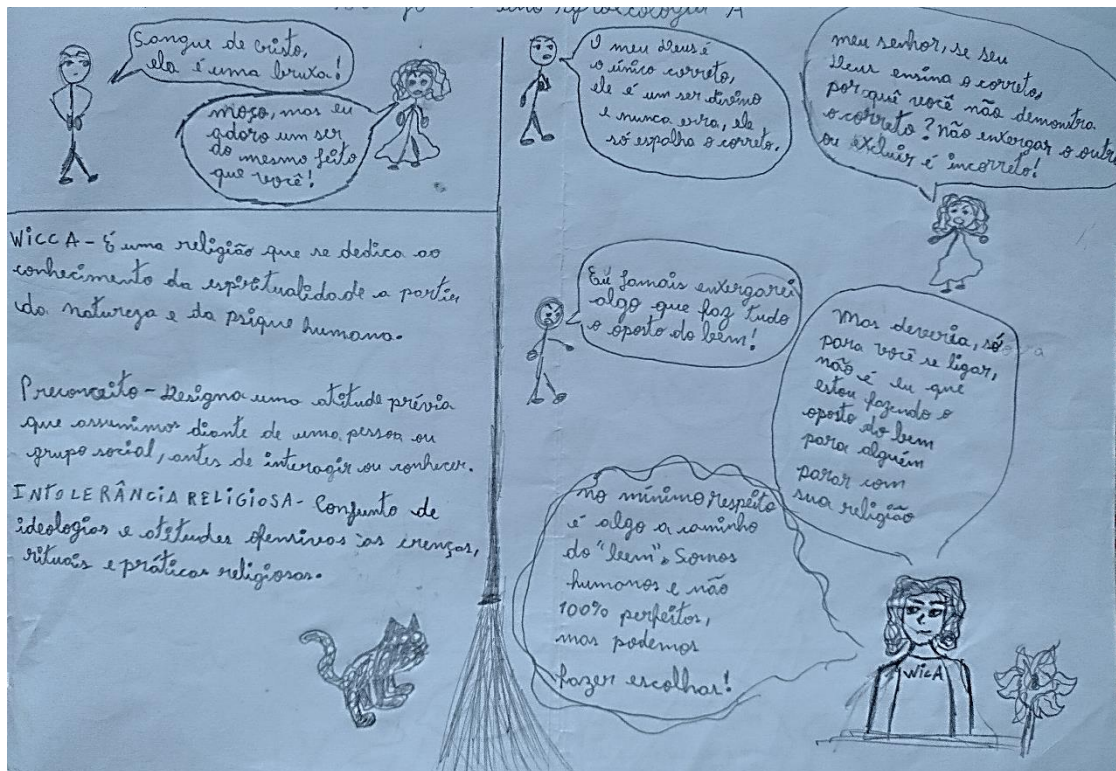 Agroecologia A
Sangue de cristo,
ela é uma bruxa!
moço, mas eu
adoro um ser
do mesmo jeito
que você!
WICCA - É uma religião que se dedica ao
conhecimento da espiritualidade a partir
da natureza e da psique humana.
Preconceito - Designa uma atitude prévia
que assumimos diante de uma pessoa ou
grupo social, antes de interagir ou conhecer.
INTOLERÂNCIA RELIGIOSA - Conjunto de
ideologias e atitudes ofensivas às crenças,
rituais e práticas religiosas.
O meu Deus é
o único correto,
ele é um ser divino
e nunca erra, ele
só espalha o correto.
meu senhor, se seu
Deus ensina o correto,
por quê você não demonstra
o correto? Não enxergar o outro
ou excluir é incorreto!
Eu Jamais enxergarei
algo que faz tudo
o oposto do bem!
Mas deveria, só
para você se ligar,
não é eu que
estou fazendo o
oposto do bem
para alguém
parar com
sua religião
no mínimo, respeito
é algo a caminho
do "bem". Somos
humanos e não
100% perfeitos,
mas podemos
fazer escolhas!
WicA